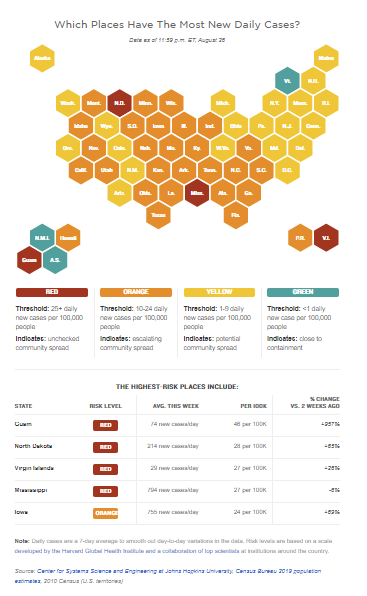 Which Places Have The Most New Daily Cases?
Data as of 11:59 p.m. ET, August 26
Alaska Maine
Vt. N.H.
Wash. Mont. N.D. Minn. Wis. Mich. N.Y. Mass. R.I.
Idaho Wyo. S.D. Iowa Ill. Ind. Ohio Pa. N.J. Conn.
Ore. Nev. Colo. Neb. Mo. Ky. W.Va. Va. Md. Del.
Calif. Utah N.M. Kan. Ark. Tenn. N.C. S.C. D.C.
Ariz. Okla. La. Miss. Ala. Ga.
Texas Fla.
N.M.I. Hawaii P.R. V.I.
Guam A.S.
RED
Threshold: 25+ daily
new cases per 100,000
people
Indicates: unchecked
community spread
ORANGE
Threshold: 10-24 daily
new cases per 100,000
people
Indicates: escalating
community spread
YELLOW
Threshold: 1-9 daily
new cases per 100,000
people
Indicates: potential
community spread
GREEN
Threshold: <1 daily
new case per 100,000
people
Indicates: close to
containment
THE HIGHEST-RISK PLACES INCLUDE:
STATE RISK LEVEL AVG. THIS WEEK PER 100K % CHANGE VS. 2 WEEKS AGO
Guam RED 74 new cases/day 46 per 100K +957%
North Dakota RED 214 new cases/day 28 per 100K
Virgin Islands RED 29 new cases/day 27 per 100K +26%
Mississippi RED 794 new cases/day 27 per 100K -6%
Iowa ORANGE 755 new cases/day 24 per 100K +69%
Note: Daily cases are a 7-day average to smooth out day-to-day variations in the data. Risk levels are based on a scale
developed by the Harvard Global Health Institute and a collaboration of top scientists at institutions around the country.
Source: Center for Systems Science and Engineering at Johns Hopkins University, Census Bureau 2019 population
estimates, 2010 Census (U.S. territories)